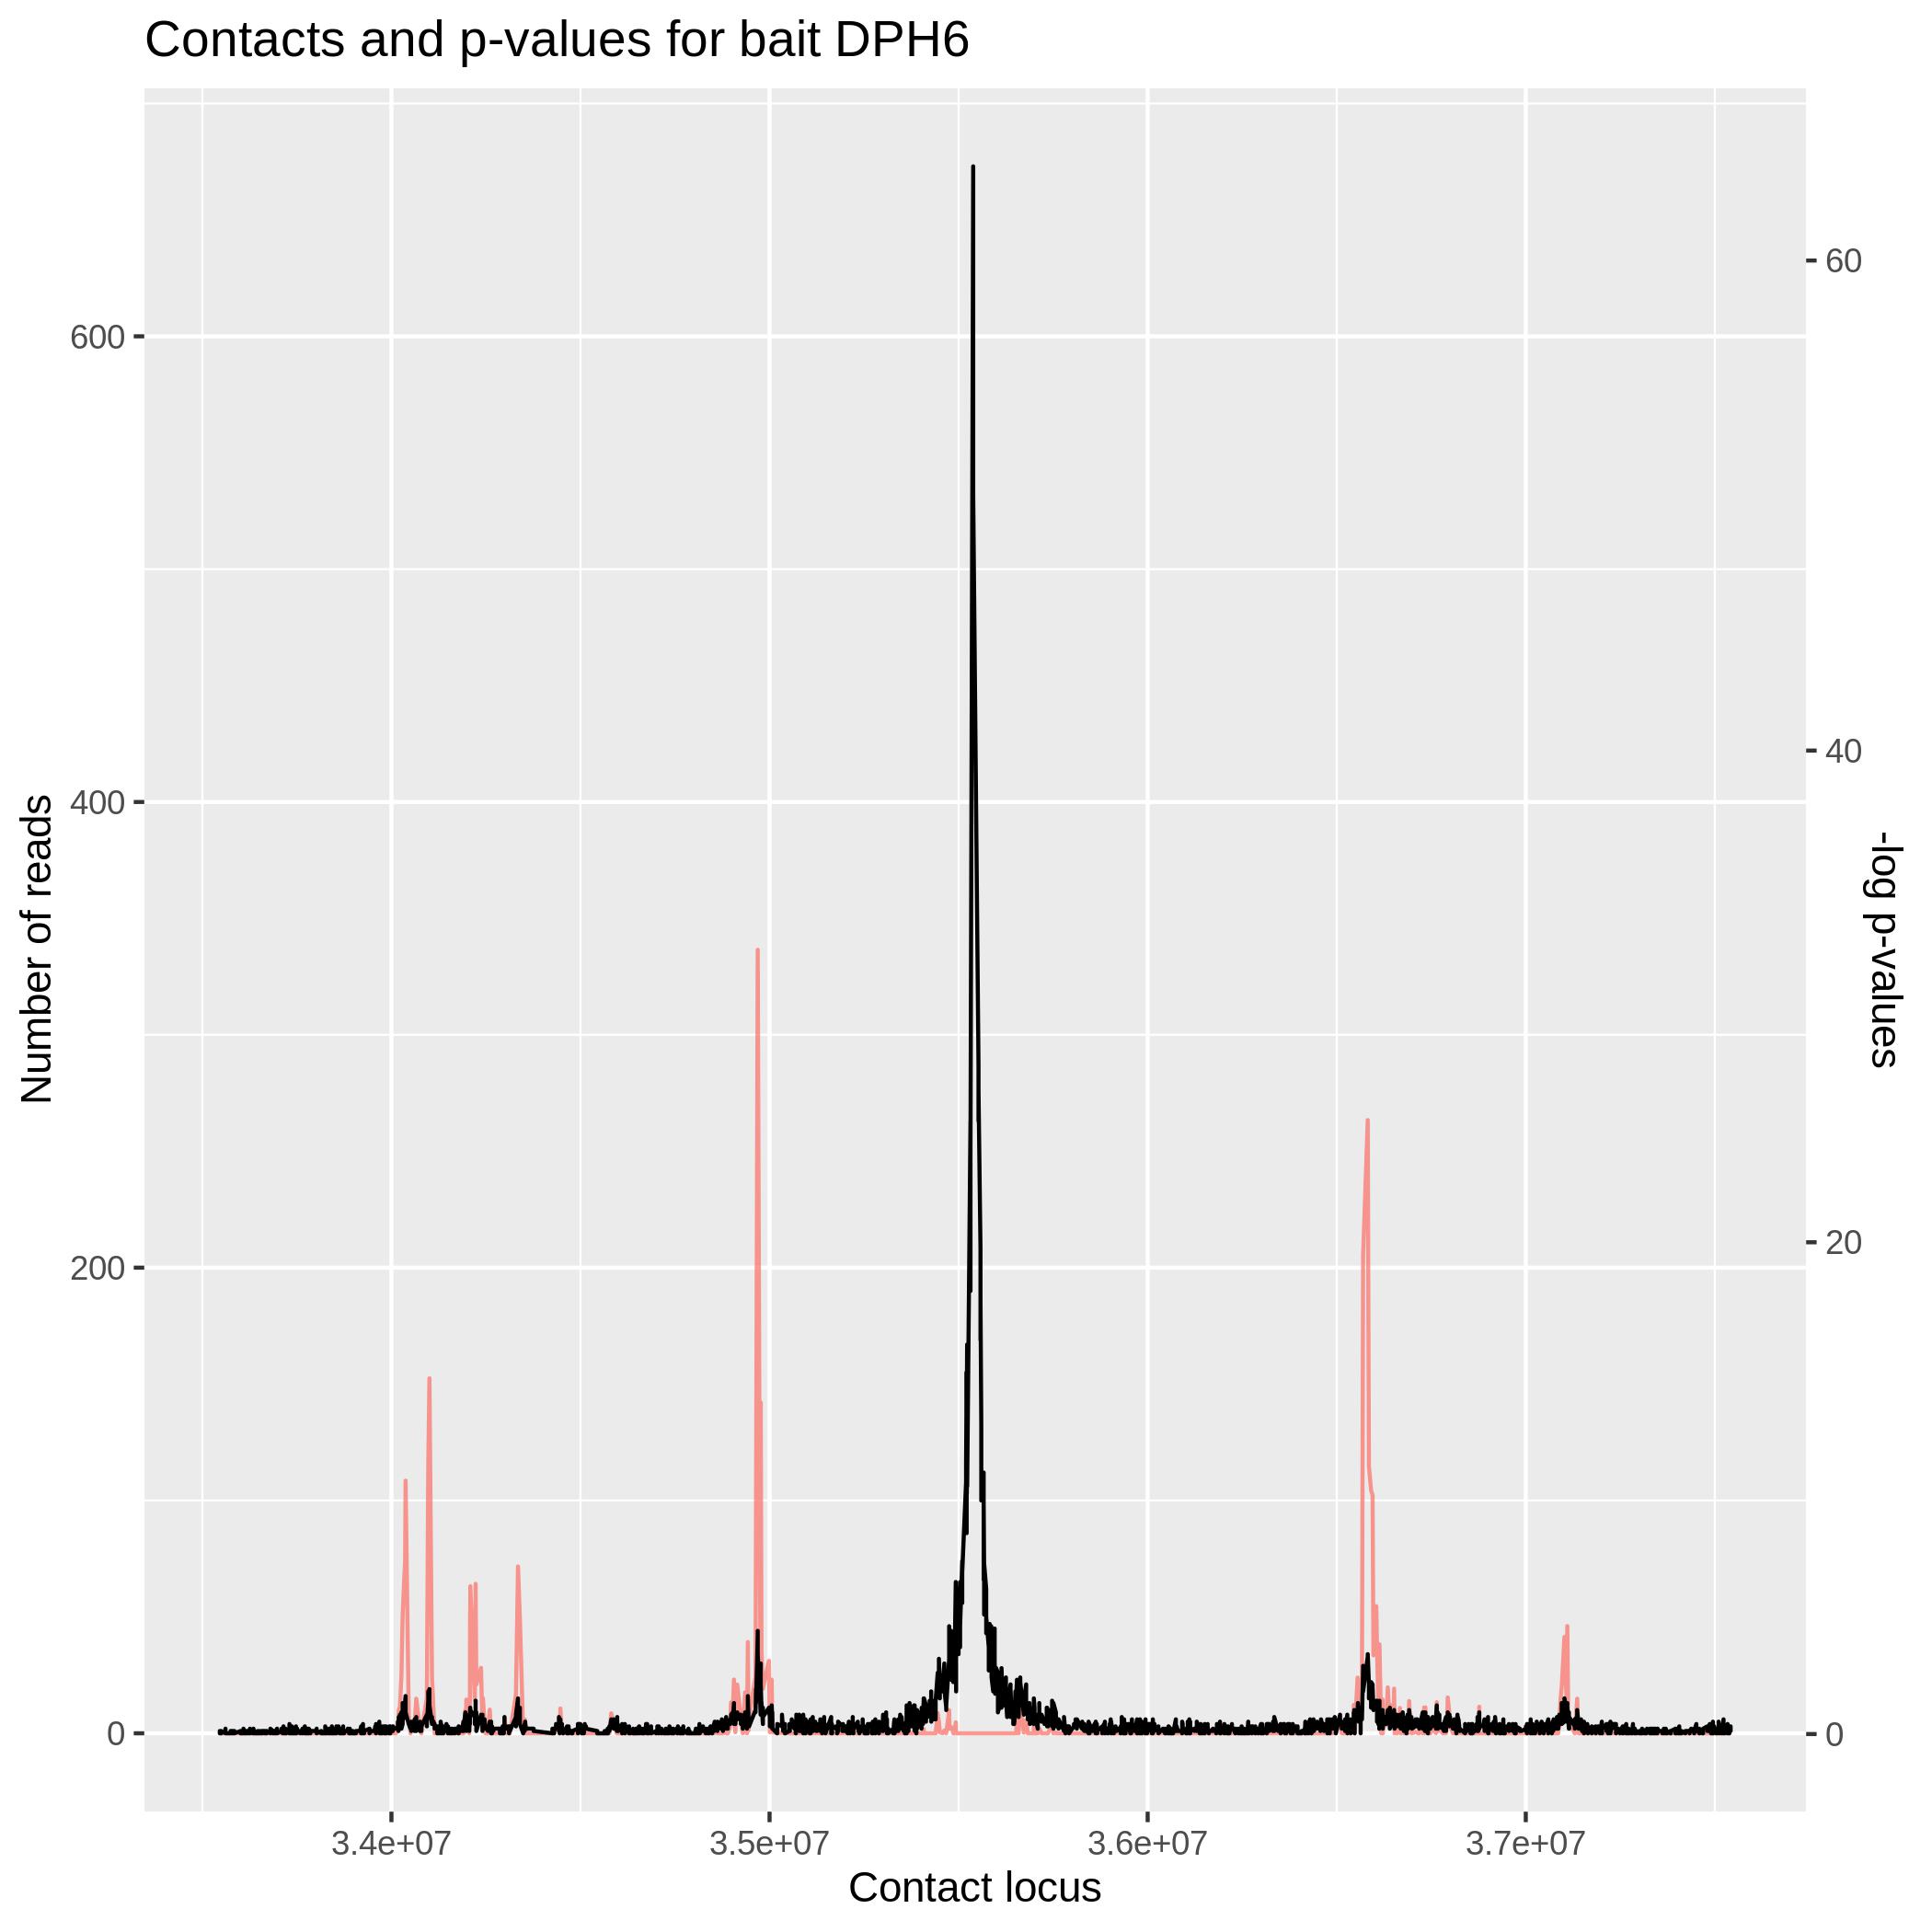 Contacts and p-values for bait DPH6
600
400
200
0
60
40
20
0
Number of reads
-log p-values
3.4e+07
3.5e+07
3.6e+07
3.7e+07
Contact locus